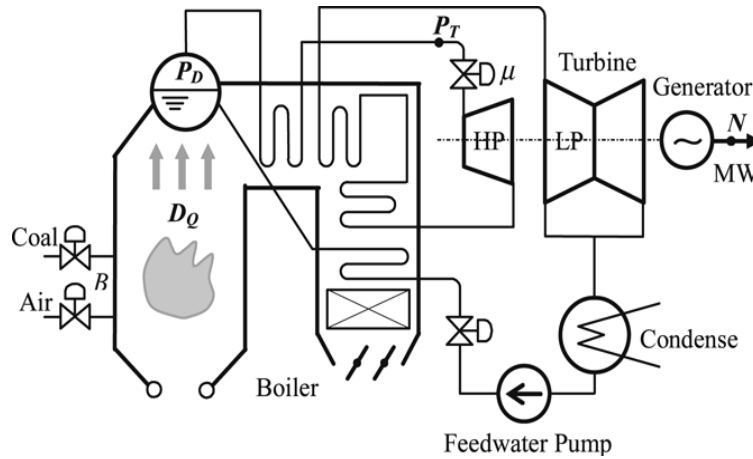 P_T
P_D
μ
Turbine
Generator
HP
LP
N
MW
D_Q
Coal
B
Air
Boiler
Condense
Feedwater Pump